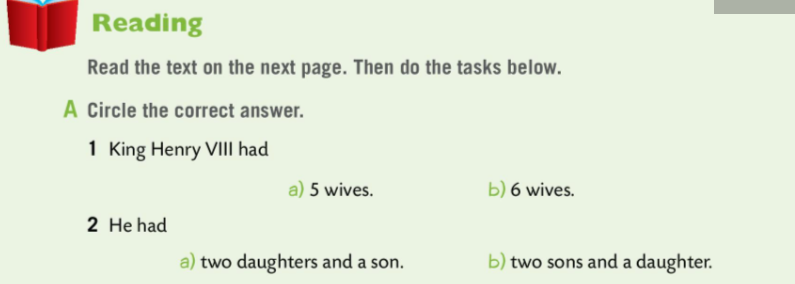 Reading
Read the text on the next page. Then do the tasks below.
A Circle the correct answer.
1 King Henry VIII had
a) 5 wives. b) 6 wives.
2 He had
a) two daughters and a son. b) two sons and a daughter.